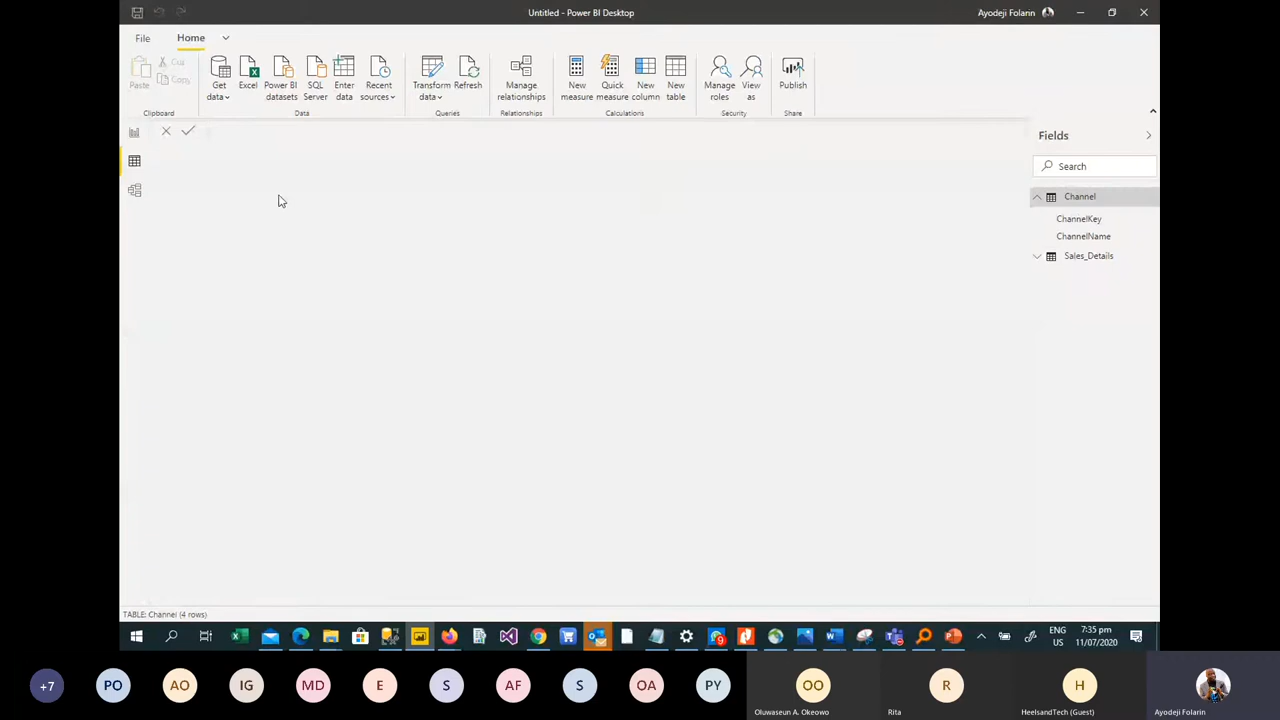 Untitled - Power BI Desktop
Ayodeji Folarin
File
Home
Paste
Cut
Copy
Clipboard
Get data
Excel
Power BI datasets
SQL Server
Enter data
Recent sources
Data
Transform data
Refresh
Queries
Manage relationships
Relationships
New measure
Quick measure
New column
New table
Calculations
Manage roles
View as
Security
Publish
Share
Fields
Search
Channel
ChannelKey
ChannelName
Sales_Details
TABLE: Channel (4 rows)
ENG
US
7:35 pm
11/07/2020
+7
PO
AO
IG
MD
E
S
AF
S
OA
PY
OO
Oluwaseun A. Okeowo
R
Rita
H
HeelsandTech (Guest)
Ayodeji Folarin